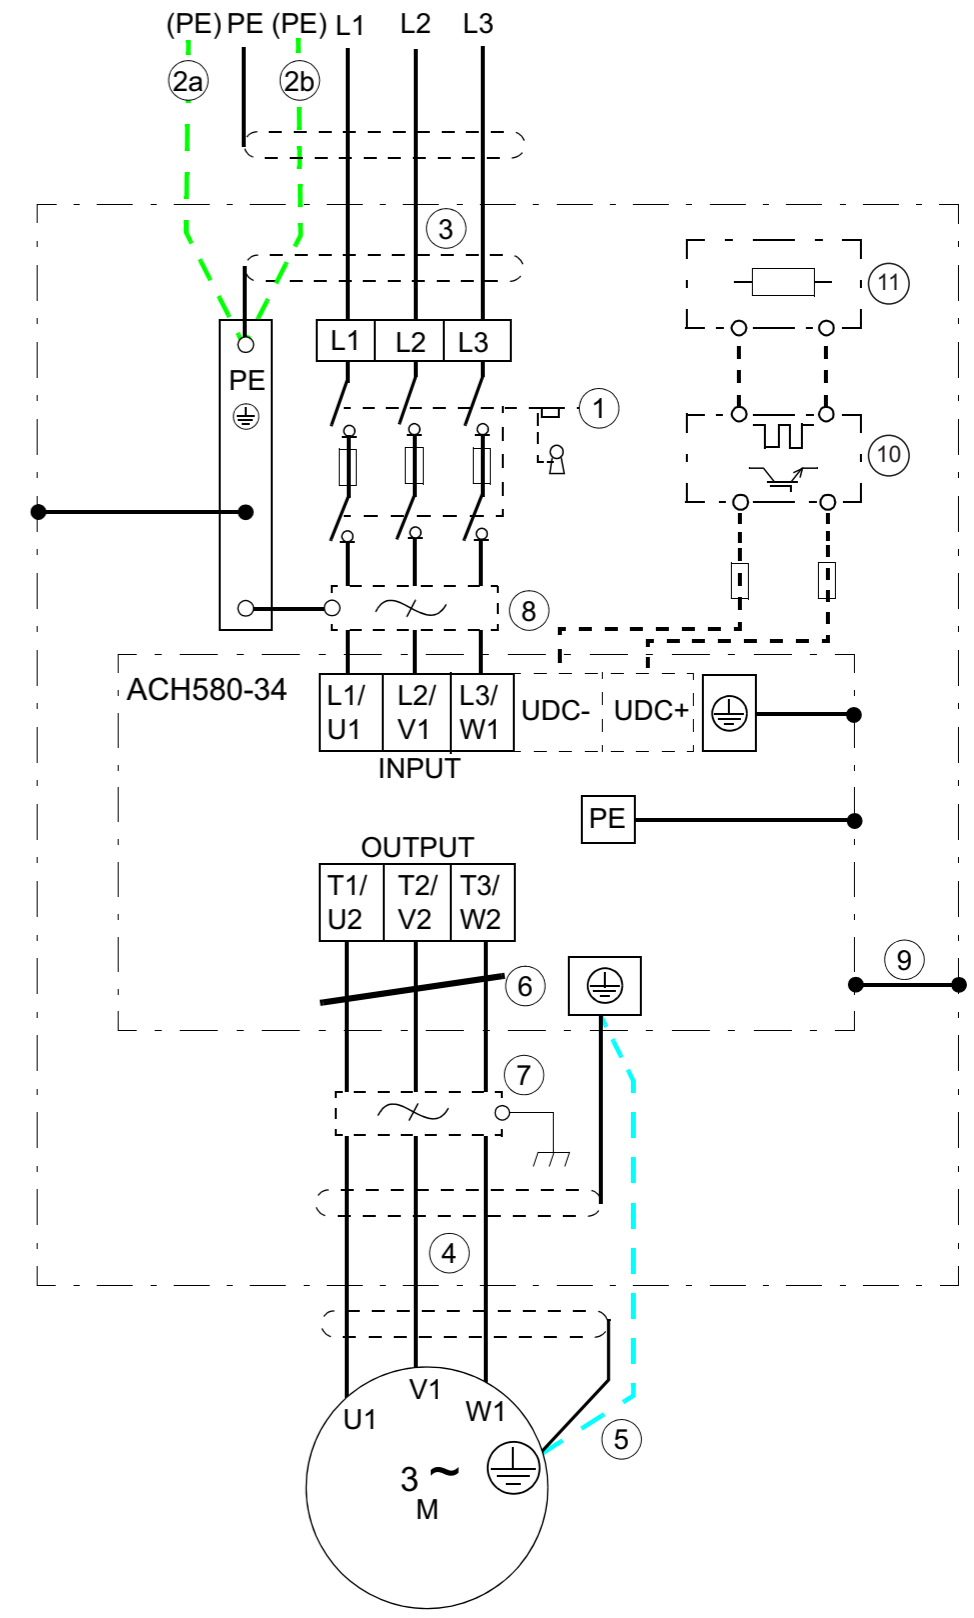 (PE) PE (PE) L1 L2 L3
2a 2b
3
11
L1 L2 L3
PE
1
10
8
ACH580-34
L1/ L2/ L3/
U1 V1 W1
UDC- UDC+
INPUT
PE
OUTPUT
T1/ T2/ T3/
U2 V2 W2
9
6
7
4
V1
U1 W1
5
3 ~
M